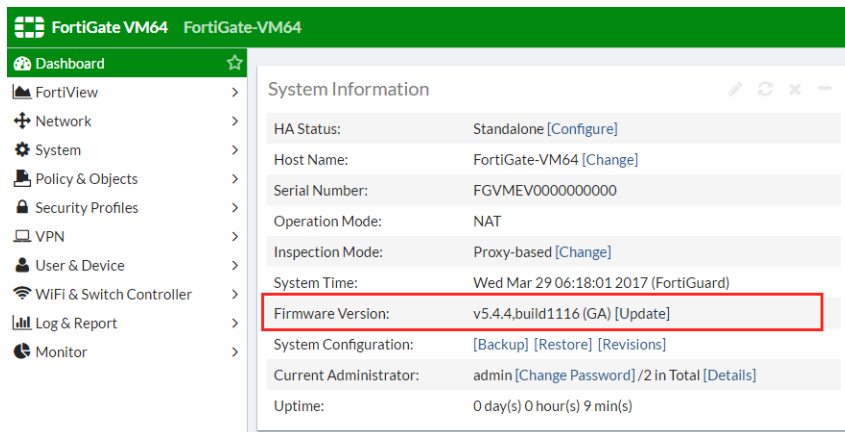 FortiGate VM64 FortiGate-VM64
Dashboard
FortiView
Network
System
Policy & Objects
Security Profiles
VPN
User & Device
WiFi & Switch Controller
Log & Report
Monitor
System Information
HA Status: Standalone [Configure]
Host Name: FortiGate-VM64 [Change]
Serial Number: FGVMEV0000000000
Operation Mode: NAT
Inspection Mode: Proxy-based [Change]
System Time: Wed Mar 29 06:18:01 2017 (FortiGuard)
Firmware Version: v5.4.4,build1116 (GA) [Update]
System Configuration: [Backup] [Restore] [Revisions]
Current Administrator: admin [Change Password] /2 in Total [Details]
Uptime: 0 day(s) 0 hour(s) 9 min(s)